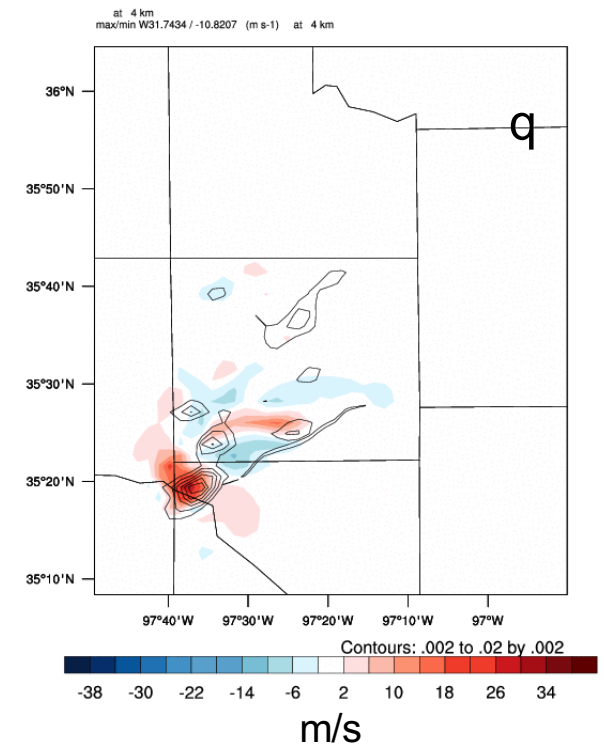 at 4 km
max/min W31.7434 / -10.8207 (m s-1) at 4 km
36°N
q
35°50'N
35°40'N
35°30'N
35°20'N
35°10'N
97°40'W 97°30'W 97°20'W 97°10'W 97°W
Contours: .002 to .02 by .002
-38 -30 -22 -14 -6 2 10 18 26 34
m/s